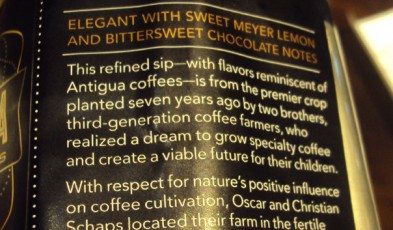 ELEGANT WITH SWEET MEYER LEMON
AND BITTERSWEET CHOCOLATE NOTES
This refined sip—with flavors reminiscent of
Antigua coffees—is from the premier crop
planted seven years ago by two brothers,
third-generation coffee farmers, who
realized a dream to grow specialty coffee
and create a viable future for their children.
With respect for nature's positive influence
on coffee cultivation, Oscar and Christian
Schaps located their farm in the fertile